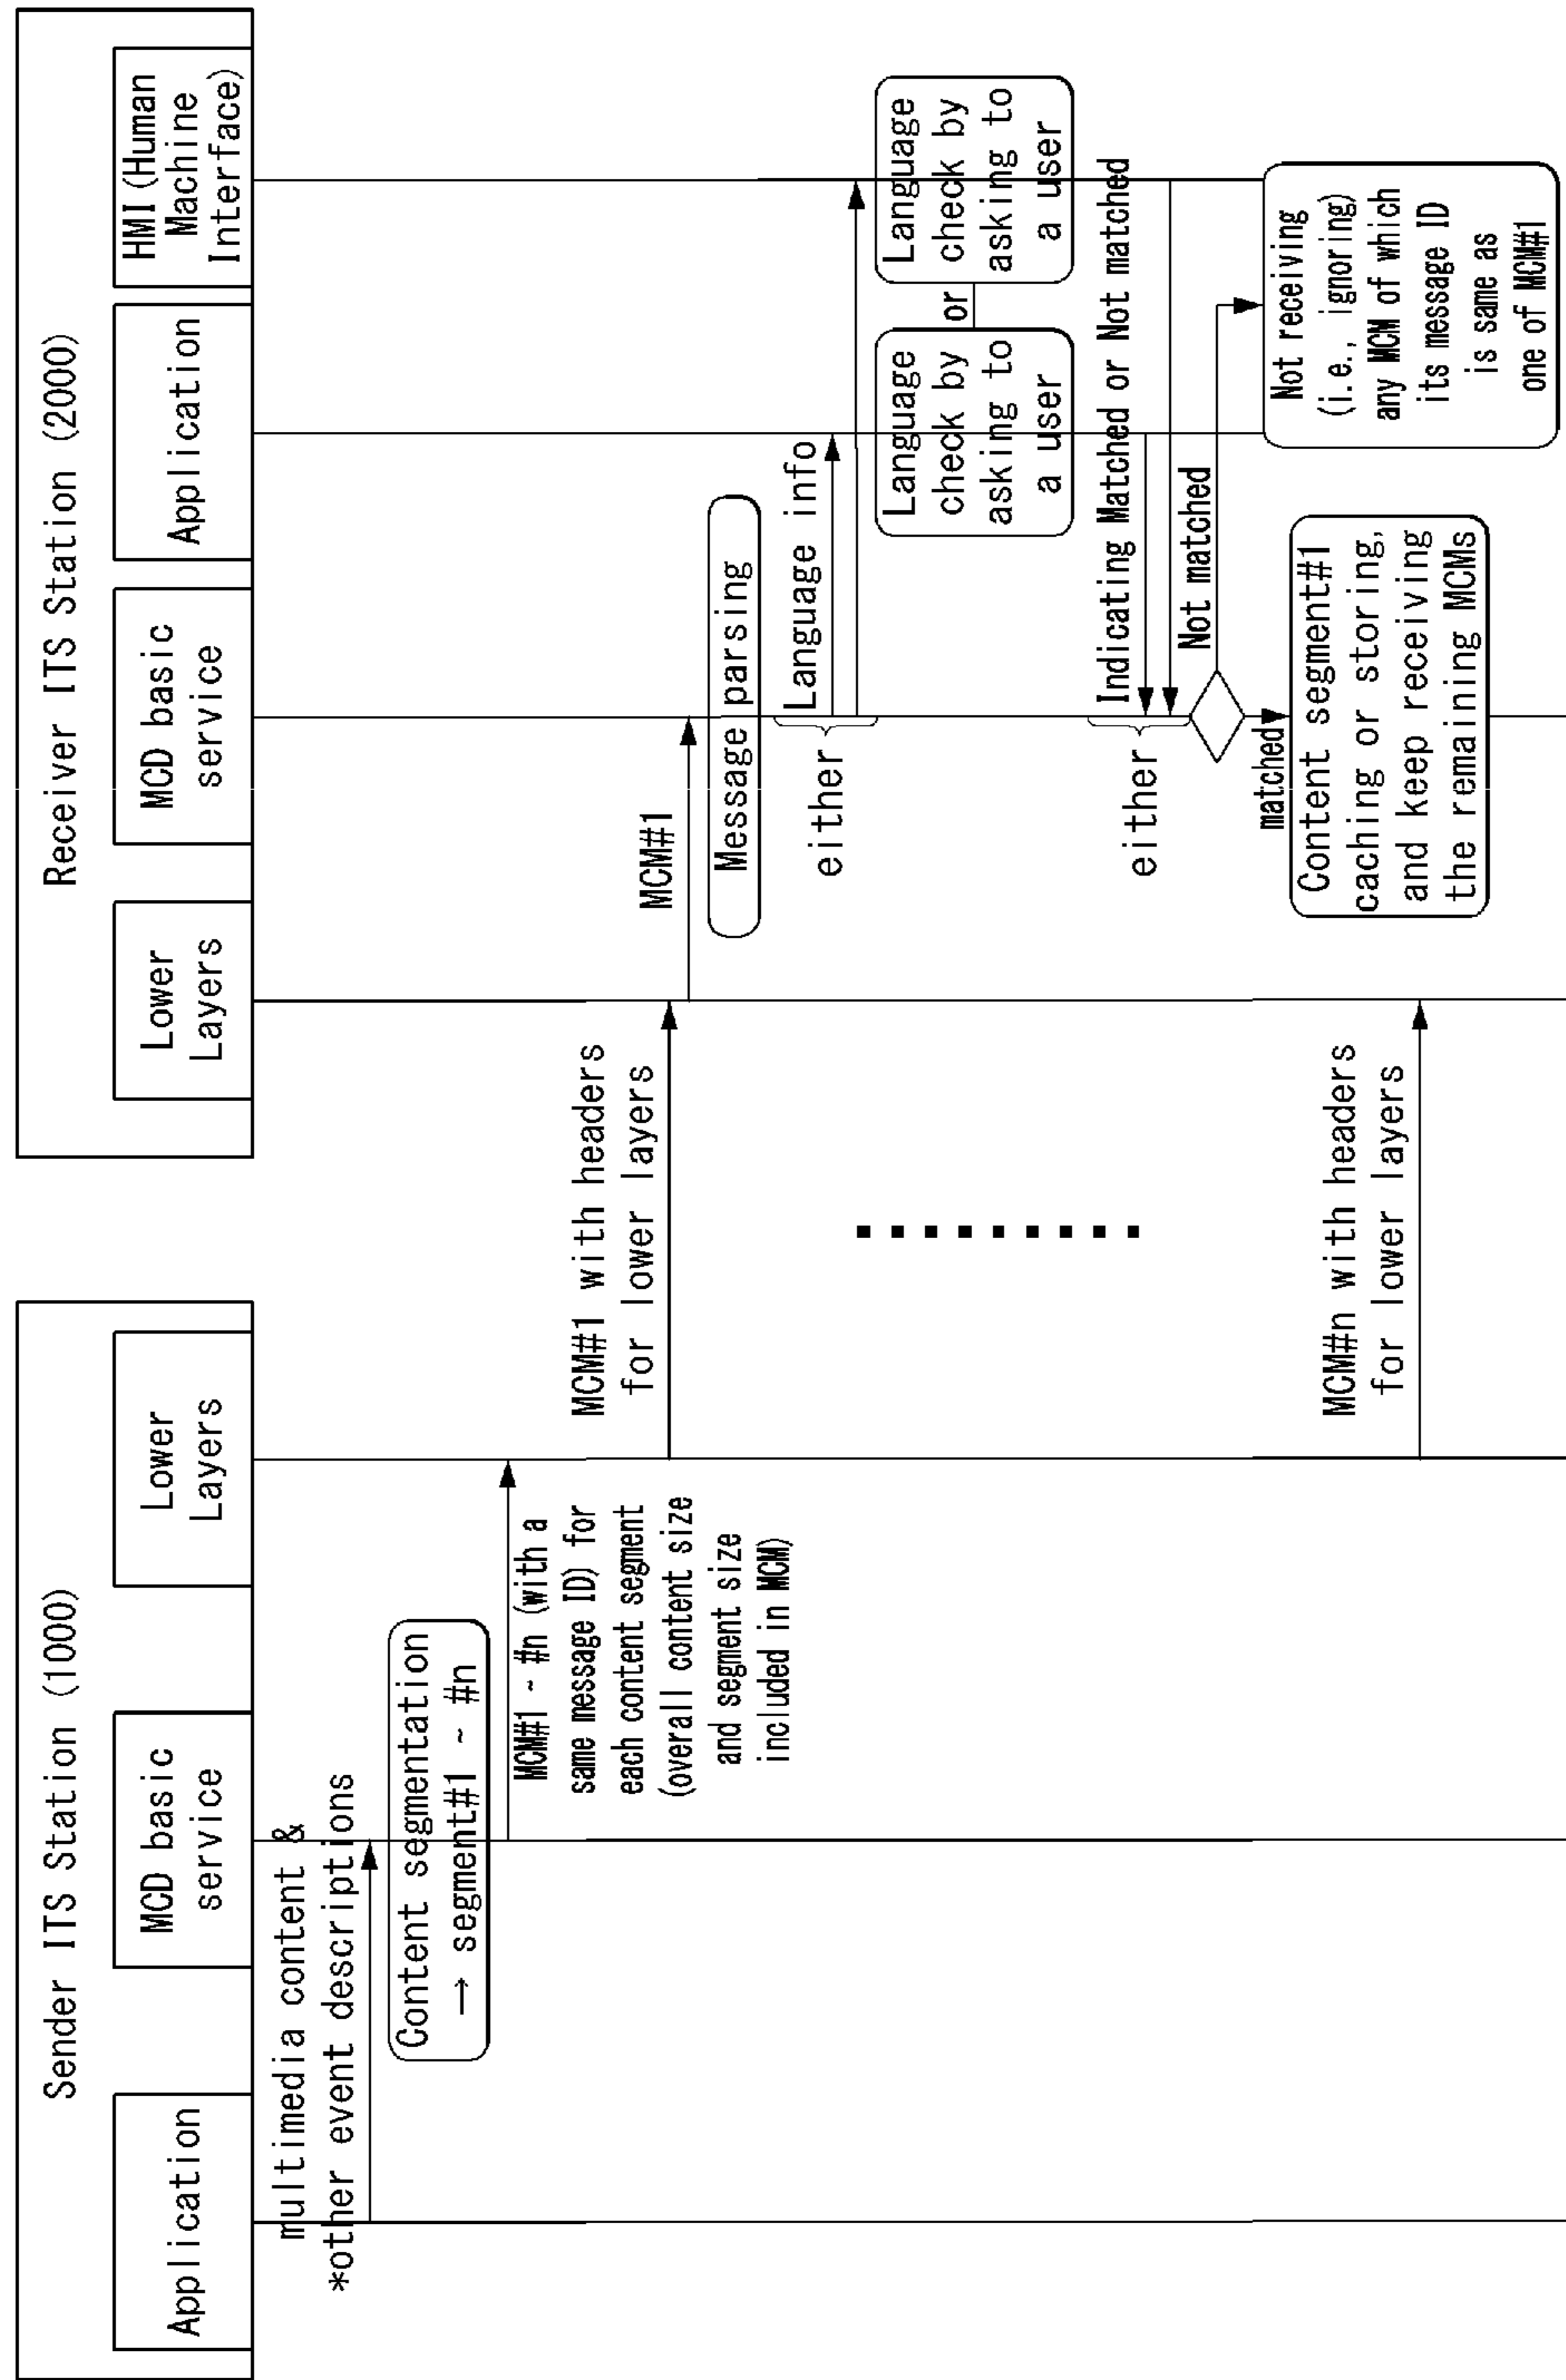 Sender ITS Station (1000)
Application
MCD basic
service
Lower
Layers
Receiver ITS Station (2000)
Lower
Layers
MCD basic
service
Application
HMI(Human
Machine
Interface)
multimedia content &
*other event descriptions
Content segmentation
→ segment#1 ~ #n
MCM#1 ~ #n (with a
same message ID) for
each content segment
(overall content size
and segment size
included in MCM)
MCM#1 with headers
for lower layers
MCM#1
Message parsing
either
Language info
Language
check by
asking to
a user
or
Language
check by
asking to
a user
Indicating Matched or Not matched
either
Not matched
matched
Content segment#1
caching or storing,
and keep receiving
the remaining MCMs
Not receiving
(i.e., ignoring)
any MCM of which
its message ID
is same as
one of MCM#1
MCM#n with headers
for lower layers